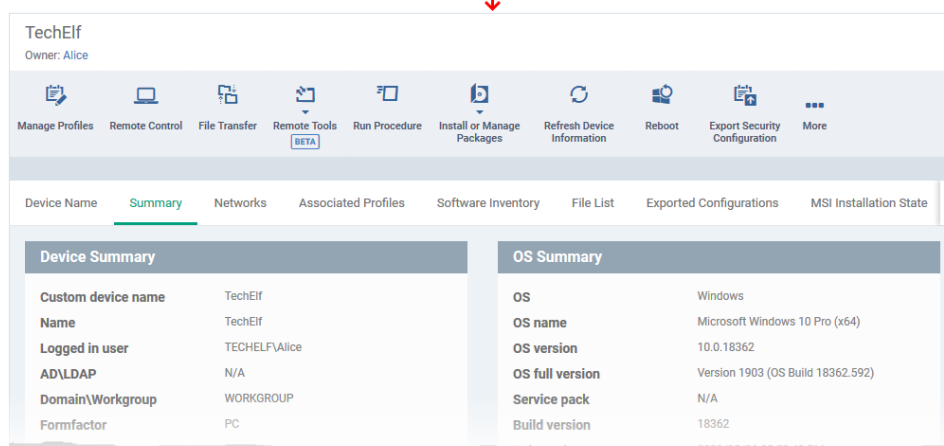 TechElf
Owner: Alice
Manage Profiles
Remote Control
File Transfer
Remote Tools
BETA
Run Procedure
Install or Manage
Packages
Refresh Device
Information
Reboot
Export Security
Configuration
More
Device Name Summary Networks Associated Profiles Software Inventory File List Exported Configurations MSI Installation State
Device Summary
Custom device name TechElf
Name TechElf
Logged in user TECHELF\Alice
AD\LDAP N/A
Domain\Workgroup WORKGROUP
Formfactor PC
OS Summary
OS Windows
OS name Microsoft Windows 10 Pro (x64)
OS version 10.0.18362
OS full version Version 1903 (OS Build 18362.592)
Service pack N/A
Build version 18362